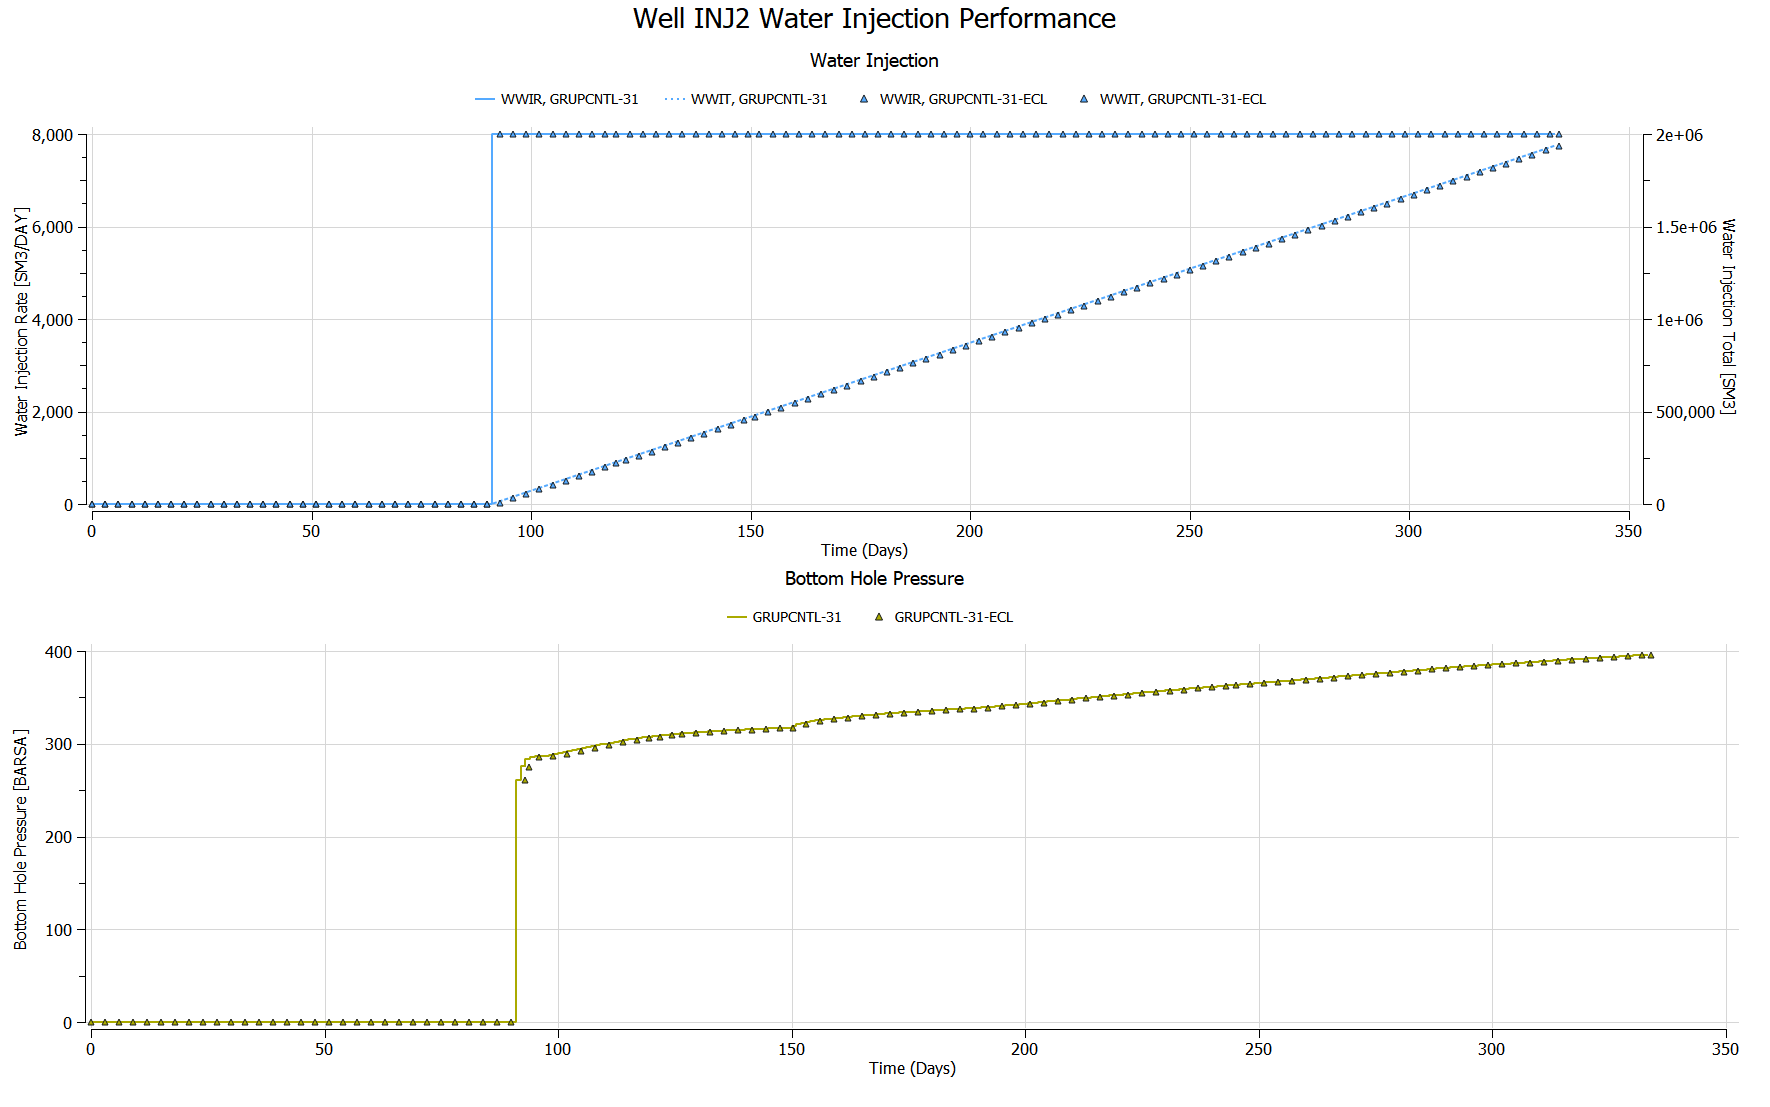 Well INJ2 Water Injection Performance
Water Injection
WWIR, GRUPCNTL-31 WWIT, GRUPCNTL-31 WWIR, GRUPCNTL-31-ECL WWIT, GRUPCNTL-31-ECL
Water Injection Rate [SM3/DAY]
8,000
6,000
4,000
2,000
0
2e+06
1.5e+06
1e+06
500,000
0
Water Injection Total [SM3]
0 50 100 150 200 250 300 350
Time (Days)
Bottom Hole Pressure
GRUPCNTL-31 GRUPCNTL-31-ECL
Bottom Hole Pressure [BARSA]
400
300
200
100
0
0 50 100 150 200 250 300 350
Time (Days)